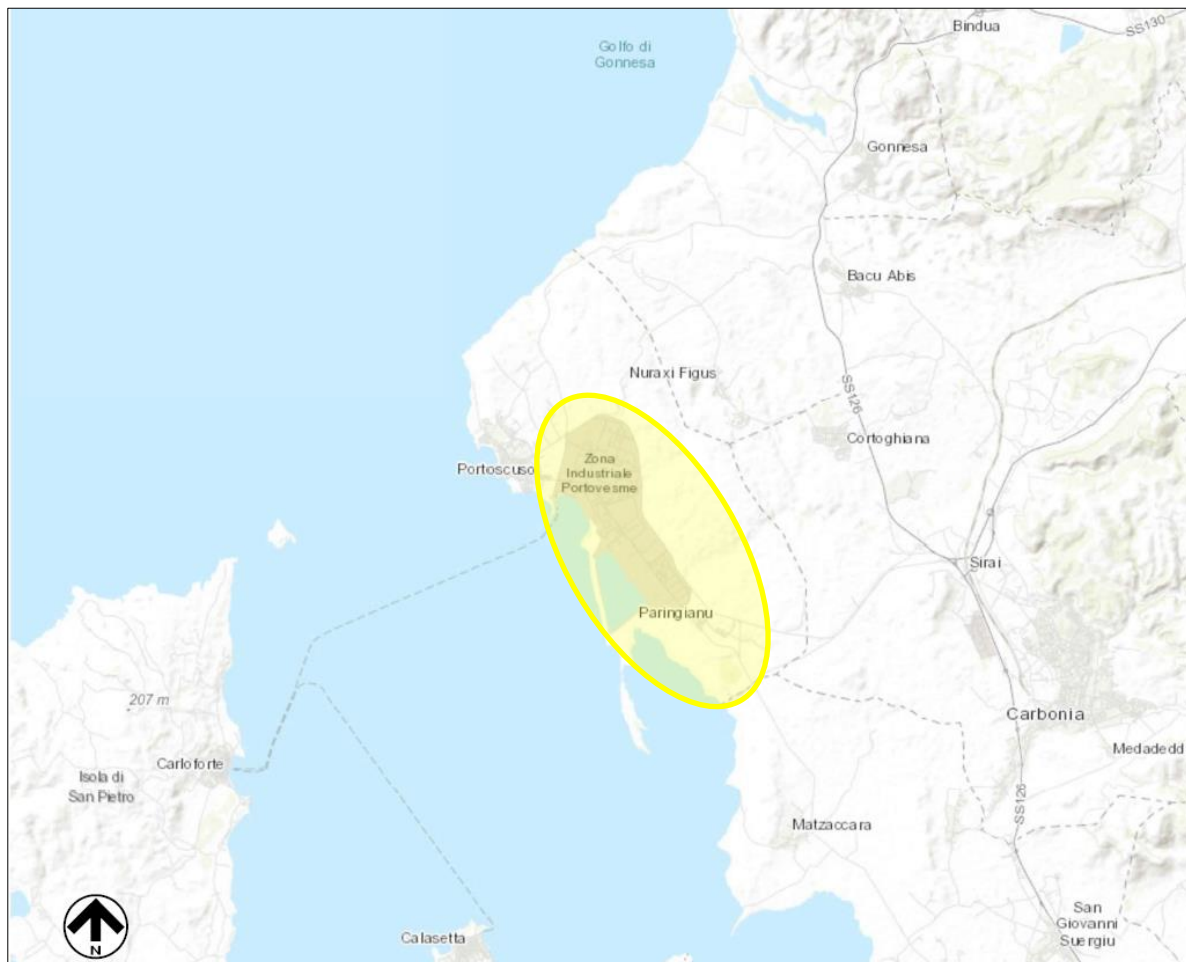 Bindua
SS130
Golfo di
Gonnesa
Gonnesa
Bacu Abis
Nuraxi Figus
SS126
Cortoghiana
Portoscuso
Zona
Industriale
Portovesme
Sirai
Paringianu
207 m
Carbonia
Medadedd
Carloforte
Isola di
San Pietro
SS126
Matzaccara
San
Giovanni
Suergiu
Calasetta
N